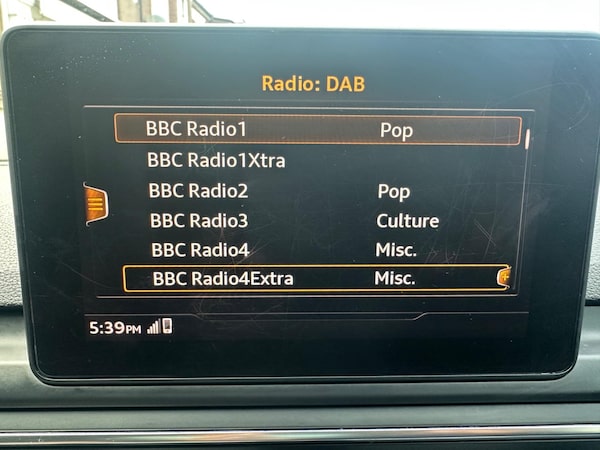 Radio: DAB
BBC Radio1 Pop
BBC Radio1Xtra
BBC Radio2 Pop
BBC Radio3 Culture
BBC Radio4 Misc.
BBC Radio4Extra Misc.
5:39PM